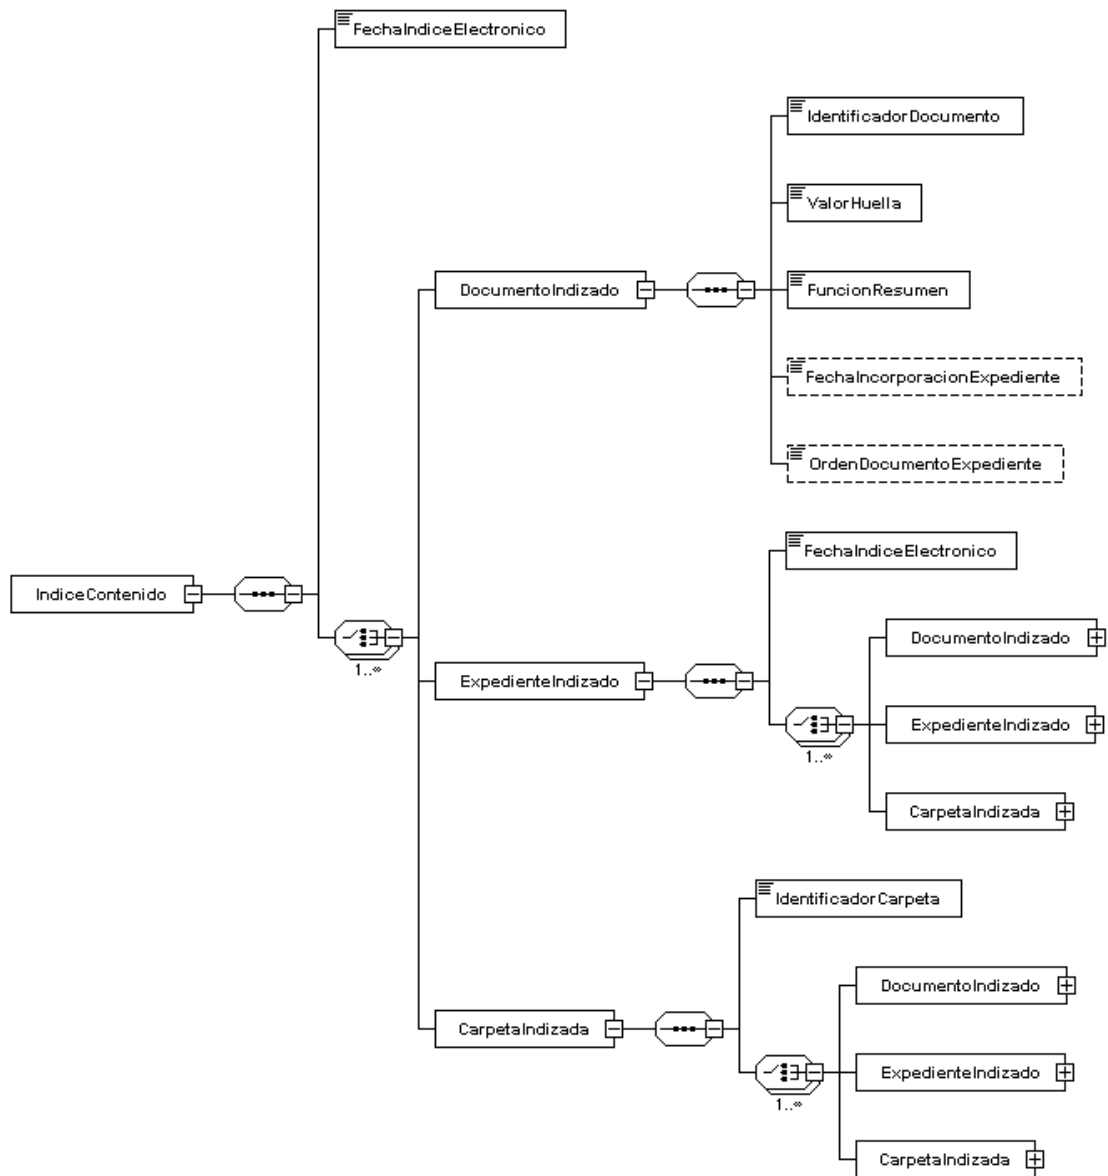 FechaIndiceElectronico
IdentificadorDocumento
ValorHuella
DocumentoIndizado
FuncionResumen
FechaIncorporacionExpediente
OrdenDocumentoExpediente
FechaIndiceElectronico
IndiceContenido
DocumentoIndizado
1..∞
ExpedienteIndizado
ExpedienteIndizado
1..∞
CarpetaIndizada
IdentificadorCarpeta
DocumentoIndizado
CarpetaIndizada
ExpedienteIndizado
1..∞
CarpetaIndizada